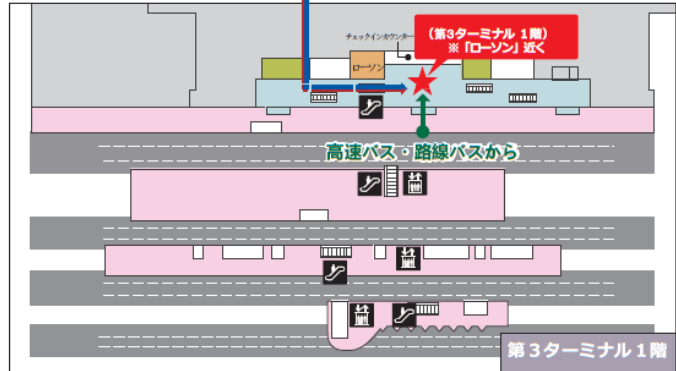 チェックインカウンター
(第3ターミナル 1階)
※「ローソン」近く
ローソン
高速バス・路線バスから
第3ターミナル1階